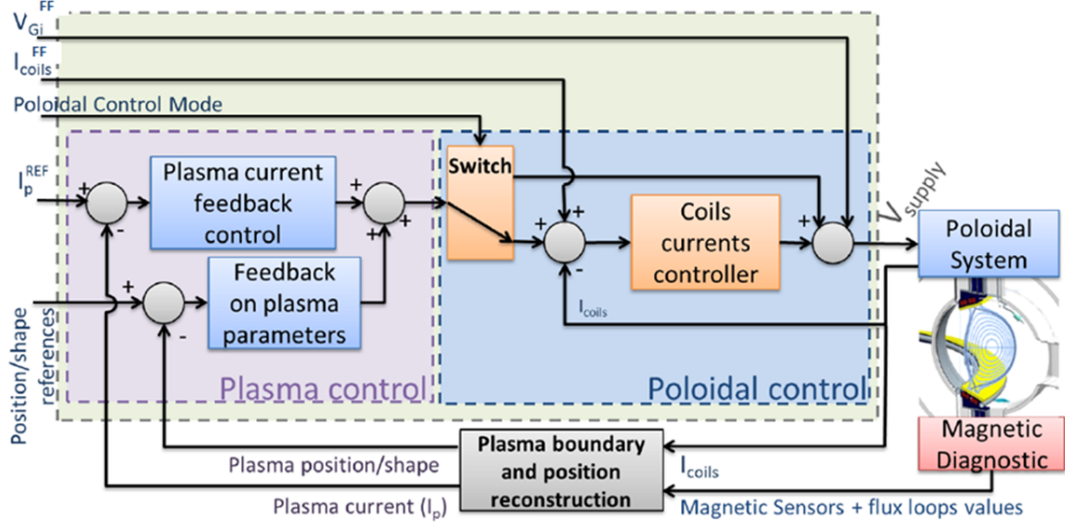 V_Gi^FF
I_coils^FF
Poloidal Control Mode
I_p^REF
+
-
Plasma current
feedback
control
+
+
+
Switch
+
+
-
Coils
currents
controller
+
+
V_supply
Poloidal
System
Position/shape
references
+
-
Feedback
on plasma
parameters
I_coils
Plasma control
Poloidal control
Plasma position/shape
Plasma current (I_p)
Plasma boundary
and position
reconstruction
I_coils
Magnetic Sensors + flux loops values
Magnetic
Diagnostic